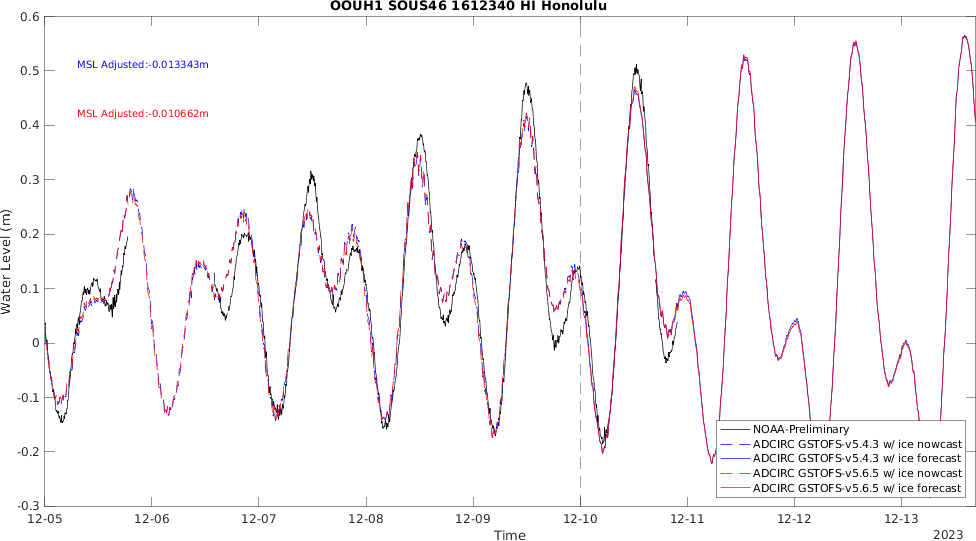 OOUH1 SOUS46 1612340 HI Honolulu
0.6
0.5
0.4
0.3
0.2
0.1
0
-0.1
-0.2
-0.3
Water Level (m)
MSL Adjusted:-0.013343m
MSL Adjusted:-0.010662m
NOAA-Preliminary
ADCIRC GSTOFS-v5.4.3 w/ ice nowcast
ADCIRC GSTOFS-v5.4.3 w/ ice forecast
ADCIRC GSTOFS-v5.6.5 w/ ice nowcast
ADCIRC GSTOFS-v5.6.5 w/ ice forecast
12-05 12-06 12-07 12-08 12-09 12-10 12-11 12-12 12-13
Time
2023